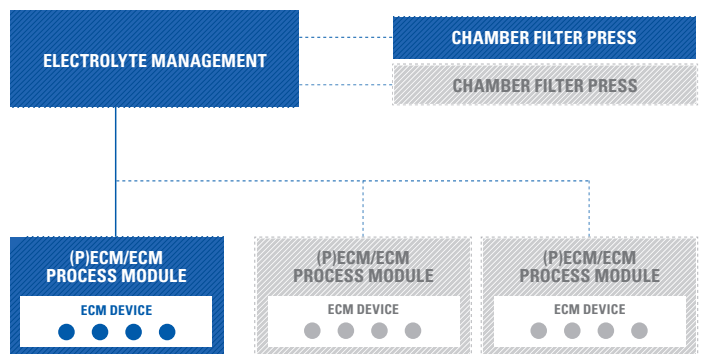 ELECTROLYTE MANAGEMENT
CHAMBER FILTER PRESS
CHAMBER FILTER PRESS
(P)ECM/ECM
PROCESS MODULE
ECM DEVICE
(P)ECM/ECM
PROCESS MODULE
ECM DEVICE
(P)ECM/ECM
PROCESS MODULE
ECM DEVICE